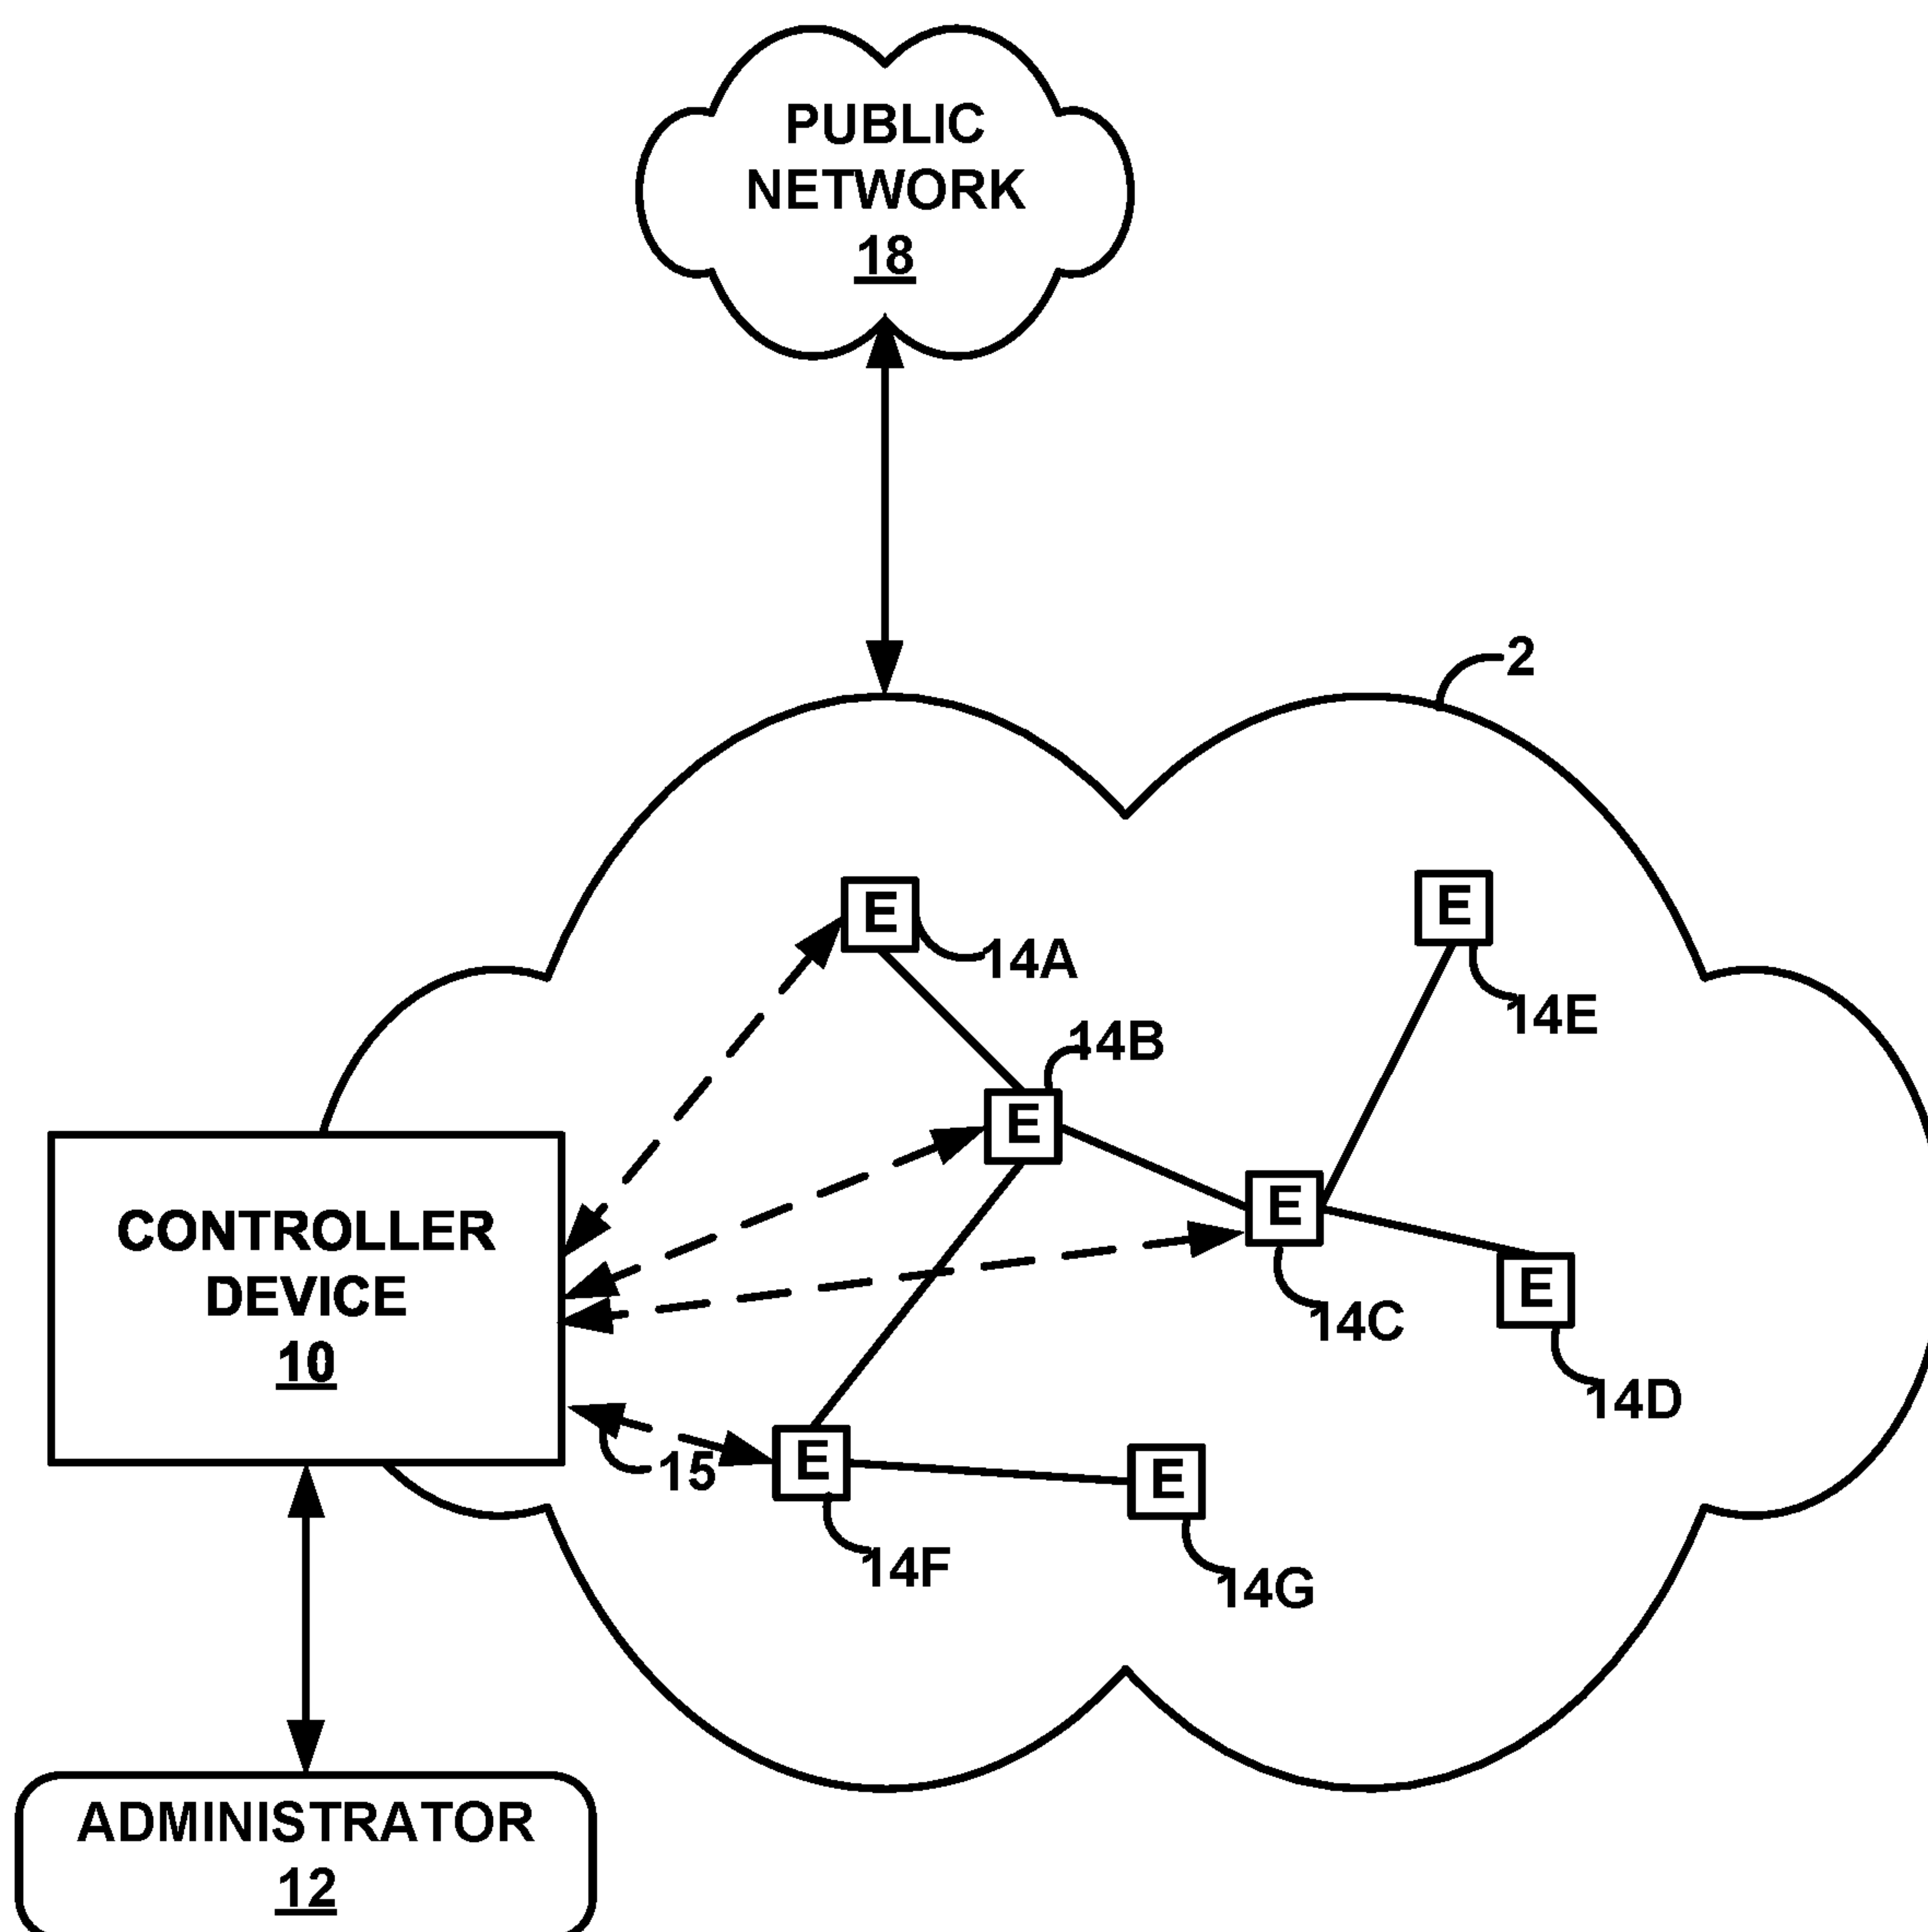 PUBLIC
NETWORK
18
2
E
14A
E
14E
14B
E
E
14C
E
14D
CONTROLLER
DEVICE
10
15
E
14F
E
14G
ADMINISTRATOR
12